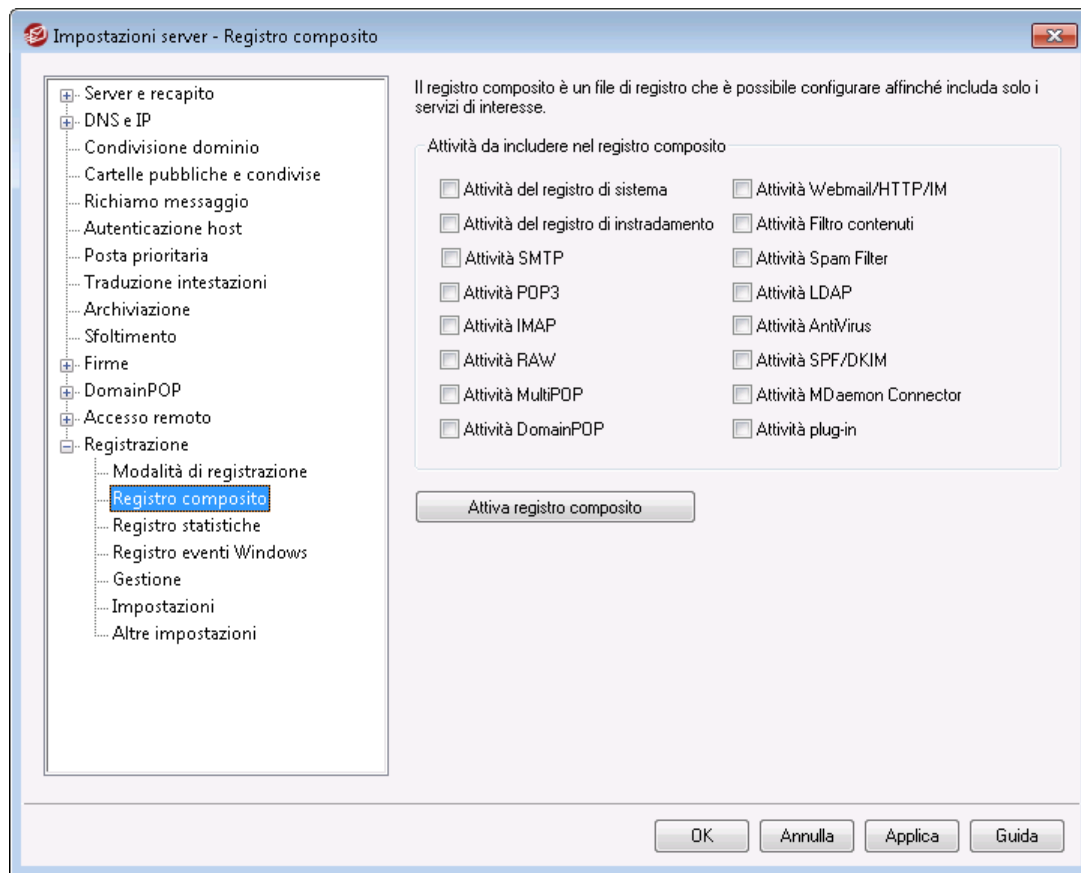 Impostazioni server - Registro composito
Server e recapito
DNS e IP
Condivisione dominio
Cartelle pubbliche e condivise
Richiamo messaggio
Autenticazione host
Posta prioritaria
Traduzione intestazioni
Archiviazione
Sfoltimento
Firme
DomainPOP
Accesso remoto
Registrazione
Modalità di registrazione
Registro composito
Registro statistiche
Registro eventi Windows
Gestione
Impostazioni
Altre impostazioni
Il registro composito è un file di registro che è possibile configurare affinché includa solo i
servizi di interesse.
Attività da includere nel registro composito
Attività del registro di sistema
Attività del registro di instradamento
Attività SMTP
Attività POP3
Attività IMAP
Attività RAW
Attività MultiPOP
Attività DomainPOP
Attività Webmail/HTTP/IM
Attività Filtro contenuti
Attività Spam Filter
Attività LDAP
Attività AntiVirus
Attività SPF/DKIM
Attività MDaemon Connector
Attività plug-in
Attiva registro composito
OK
Annulla
Applica
Guida